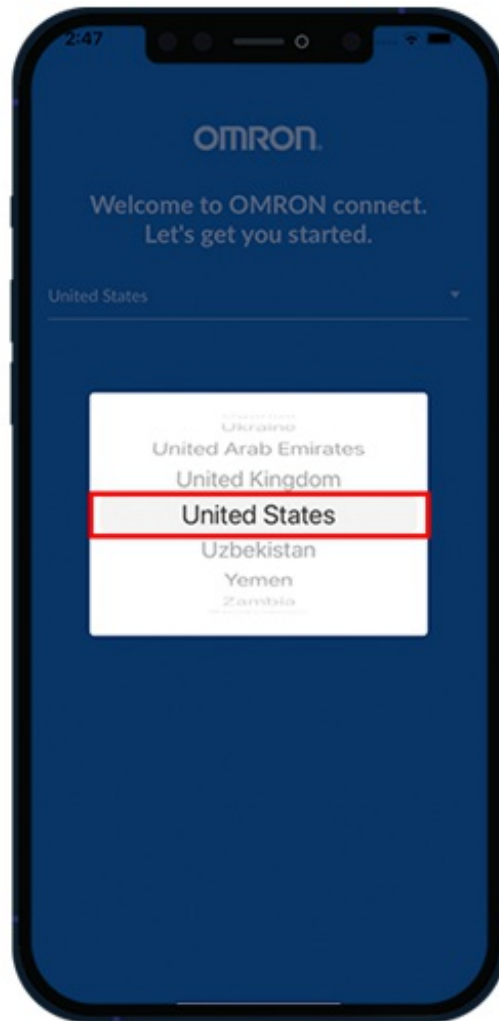 2:47
OMRON
Welcome to OMRON connect.
Let's get you started.
United States
Ukraine
United Arab Emirates
United Kingdom
United States
Uzbekistan
Yemen
Zambia